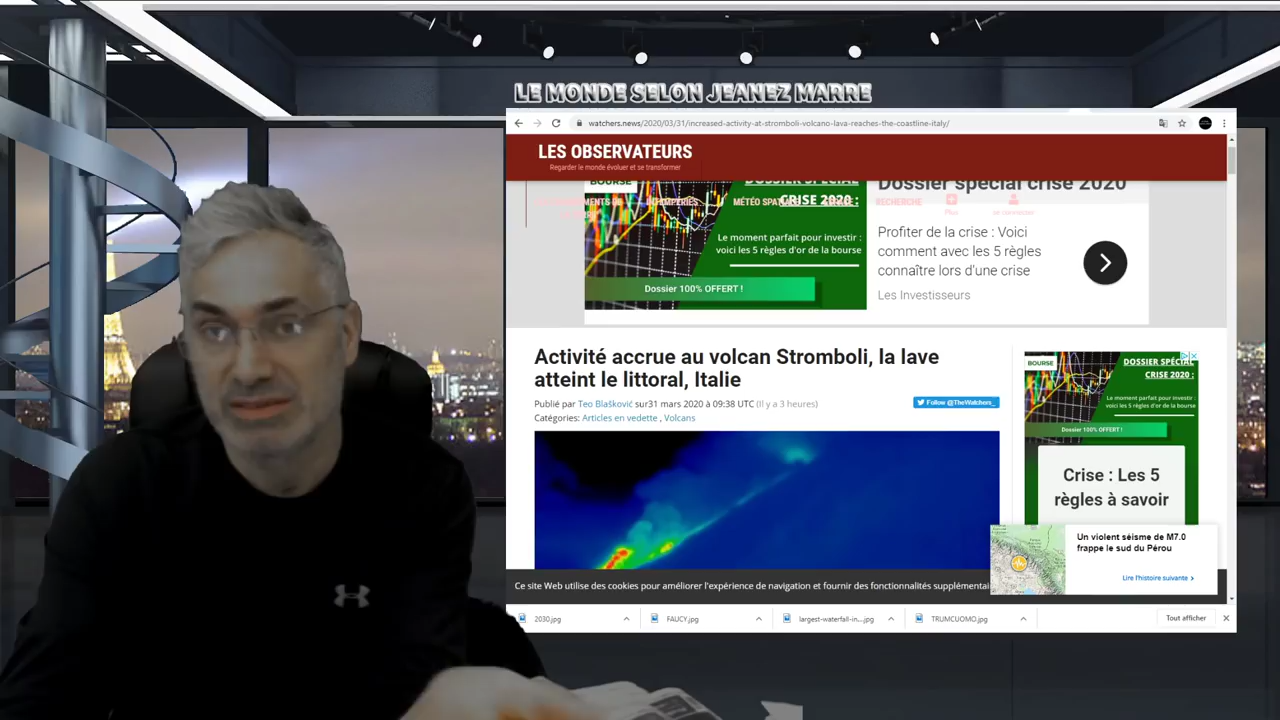 LE MONDE SELON JEANEZ MARRE
watchers.news/2020/03/31/increased-activity-at-stromboli-volcano-lava-reaches-the-coastline-italy/
LES OBSERVATEURS
Regarder le monde évoluer et se transformer
BOURSE
DOSSIER SPÉCIAL
CRISE 2020 :
Le moment parfait pour investir :
voici les 5 règles d'or de la bourse
Dossier 100% OFFERT !
MÉTÉO
RECHERCHE
Plus
Dossier spécial crise 2020
Profiter de la crise : Voici
comment avec les 5 règles
connaître lors d'une crise
Les Investisseurs
Activité accrue au volcan Stromboli, la lave
atteint le littoral, Italie
Publié par Teo Blašković sur31 mars 2020 à 09:38 UTC (Il y a 3 heures)
Follow @TheWatchers_
Catégories: Articles en vedette , Volcans
BOURSE
DOSSIER SPÉCIAL
CRISE 2020 :
Le moment parfait pour investir :
voici les 5 règles d'or de la bourse
Dossier 100% OFFERT !
Crise : Les 5
règles à savoir
Un violent séisme de M7.0
frappe le sud du Pérou
Lire l'histoire suivante >
Ce site Web utilise des cookies pour améliorer l'expérience de navigation et fournir des fonctionnalités supplémentai
2030.jpg
FAUCY.jpg
largest-waterfall-in....jpg
TRUMCUOMO.jpg
Tout afficher